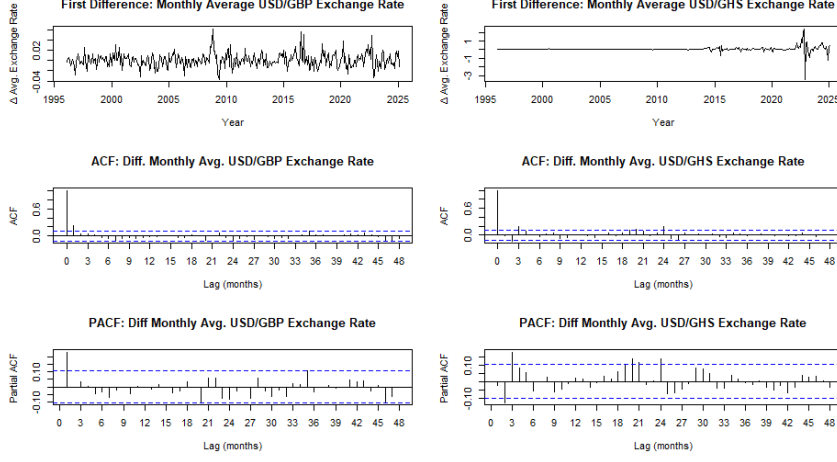 First Difference: Monthly Average USD/GBP Exchange Rate
Δ Avg. Exchange Rate
0.02
-0.04
1995 2000 2005 2010 2015 2020 2025
Year
First Difference: Monthly Average USD/GHS Exchange Rate
Δ Avg. Exchange Rate
1
-1
-3
1995 2000 2005 2010 2015 2020 2025
Year
ACF: Diff. Monthly Avg. USD/GBP Exchange Rate
ACF
0.6
0.0
0 3 6 9 12 15 18 21 24 27 30 33 36 39 42 45 48
Lag (months)
ACF: Diff. Monthly Avg. USD/GHS Exchange Rate
ACF
0.6
0.0
0 3 6 9 12 15 18 21 24 27 30 33 36 39 42 45 48
Lag (months)
PACF: Diff Monthly Avg. USD/GBP Exchange Rate
Partial ACF
0.10
-0.10
0 3 6 9 12 15 18 21 24 27 30 33 36 39 42 45 48
Lag (months)
PACF: Diff Monthly Avg. USD/GHS Exchange Rate
Partial ACF
0.10
-0.10
0 3 6 9 12 15 18 21 24 27 30 33 36 39 42 45 48
Lag (months)